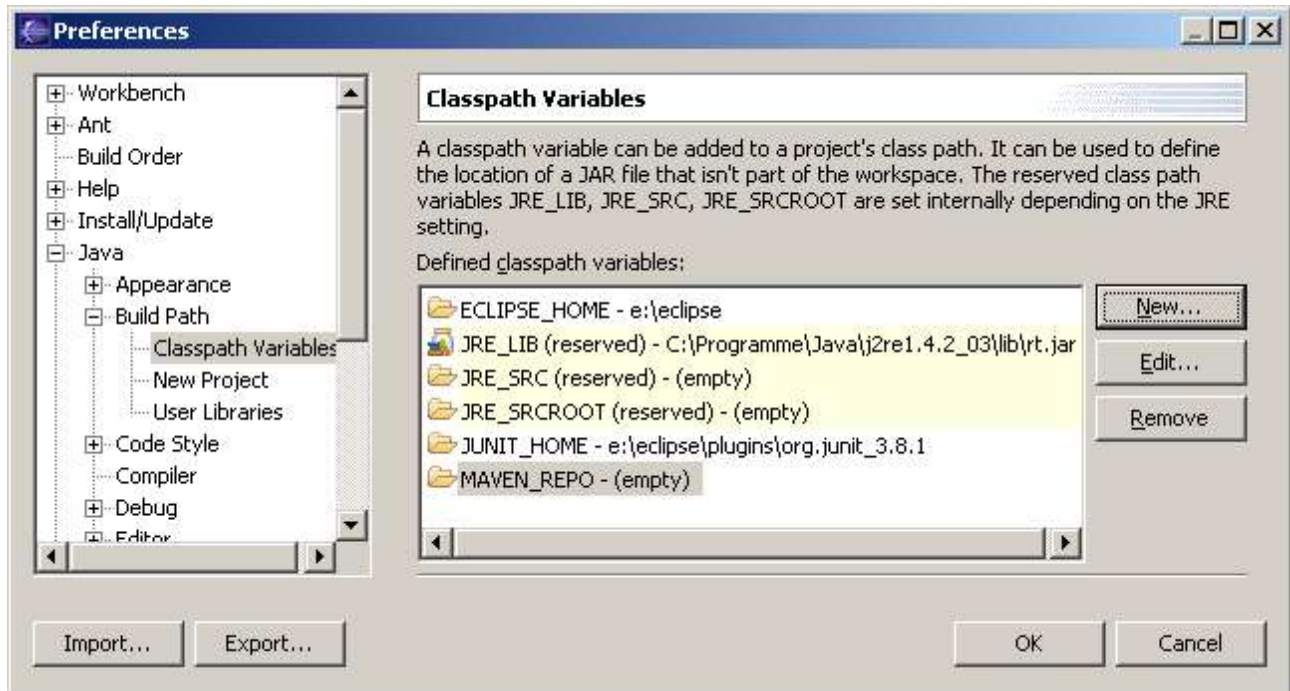 Preferences
Workbench
Ant
Build Order
Help
Install/Update
Java
Appearance
Build Path
Classpath Variables
New Project
User Libraries
Code Style
Compiler
Debug
Editor
Classpath Variables
A classpath variable can be added to a project's class path. It can be used to define
the location of a JAR file that isn't part of the workspace. The reserved class path
variables JRE_LIB, JRE_SRC, JRE_SRCROOT are set internally depending on the JRE
setting.
Defined classpath variables:
ECLIPSE_HOME - e:\eclipse
JRE_LIB (reserved) - C:\Programme\Java\j2re1.4.2_03\lib\rt.jar
JRE_SRC (reserved) - (empty)
JRE_SRCROOT (reserved) - (empty)
JUNIT_HOME - e:\eclipse\plugins\org.junit_3.8.1
MAVEN_REPO - (empty)
New...
Edit...
Remove
Import...
Export...
OK
Cancel